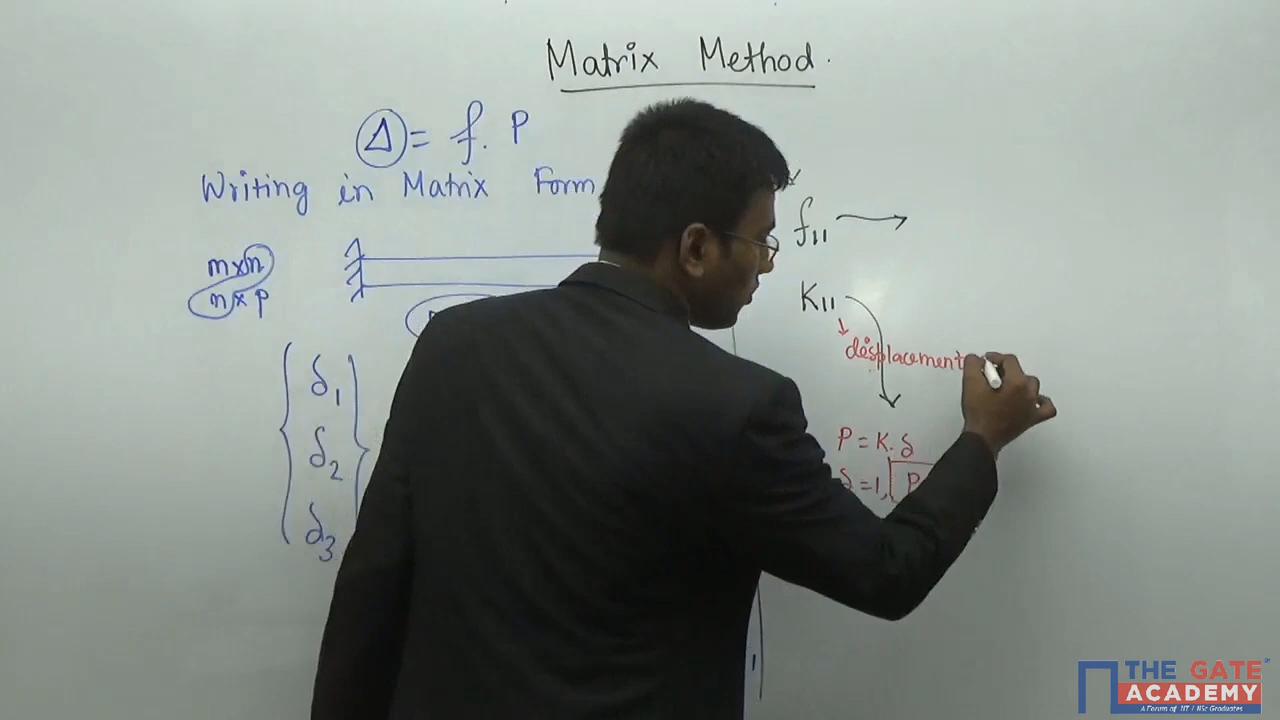 Matrix Method.
Δ = f. P
Writing in Matrix Form
m×n
n×p
δ1
δ2
δ3
f11
K11
displacement
P = K.δ
δ = 1, P
THE GATE
ACADEMY
A Forum of IIT / IISc Graduates